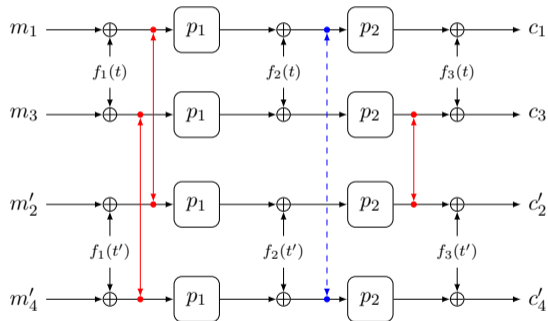 m₁ p₁ p₂ c₁
f₁(t) f₂(t) f₃(t)
m₃ p₁ p₂ c₃
m′₂ p₁ p₂ c′₂
f₁(t′) f₂(t′) f₃(t′)
m′₄ p₁ p₂ c′₄